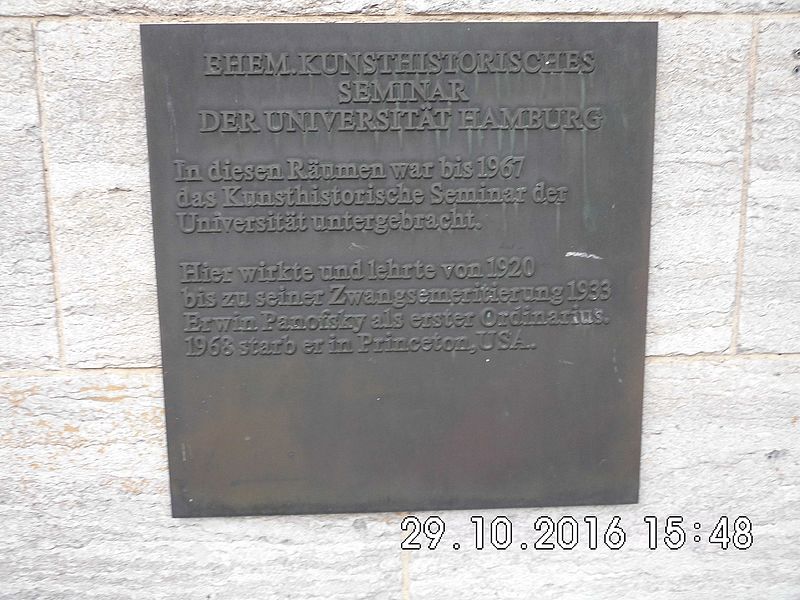 EHEM. KUNSTHISTORISCHES
SEMINAR
DER UNIVERSITÄT HAMBURG
In diesen Räumen war bis 1967
das Kunsthistorische Seminar der
Universität untergebracht.
Hier wirkte und lehrte von 1920
bis zu seiner Zwangsemeritierung 1933
Erwin Panofsky als erster Ordinarius.
1968 starb er in Princeton, USA.
29.10.2016 15:48